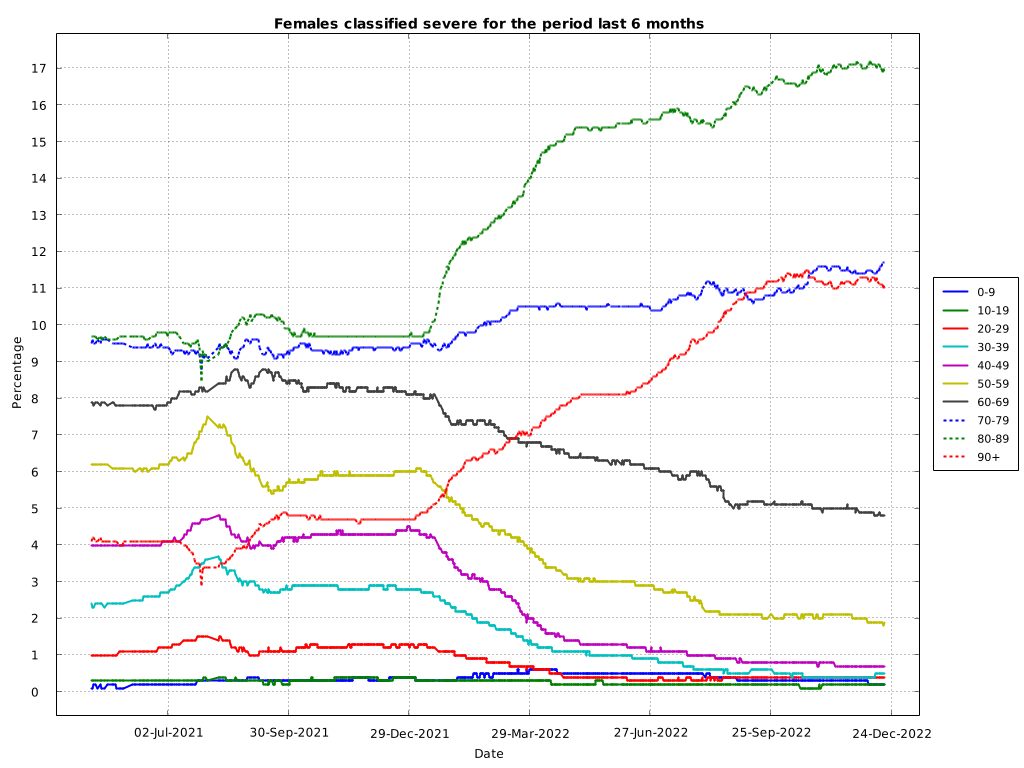 Females classified severe for the period last 6 months
17
16
15
14
13
12
11
10
9
8
7
6
5
4
3
2
1
0
Percentage
02-Jul-2021
30-Sep-2021
29-Dec-2021
29-Mar-2022
27-Jun-2022
25-Sep-2022
24-Dec-2022
Date
0-9
10-19
20-29
30-39
40-49
50-59
60-69
70-79
80-89
90+